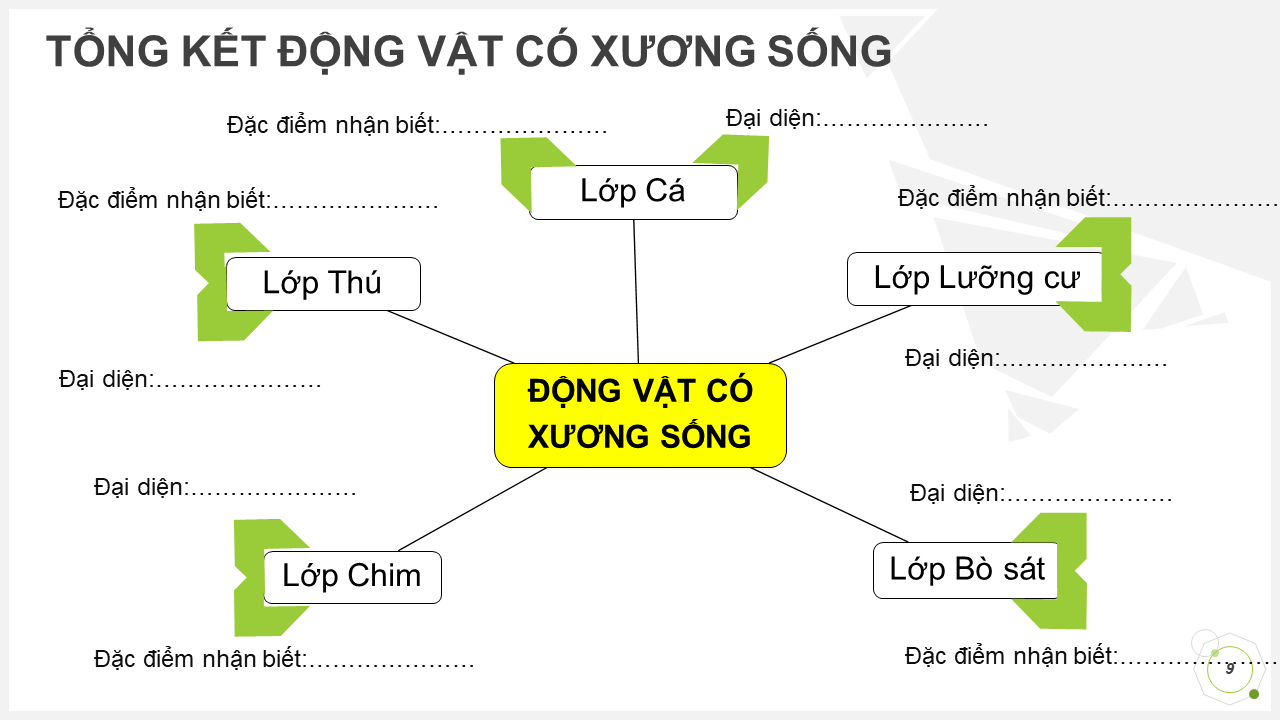 TỔNG KẾT ĐỘNG VẬT CÓ XƯƠNG SỐNG
Đặc điểm nhận biết:…………………
Đại diện:…………………
Lớp Cá
Đặc điểm nhận biết:…………………
Lớp Thú
Đại diện:…………………
Đặc điểm nhận biết:…………………
Lớp Lưỡng cư
Đại diện:…………………
ĐỘNG VẬT CÓ
XƯƠNG SỐNG
Đại diện:…………………
Lớp Chim
Đặc điểm nhận biết:…………………
Đại diện:…………………
Lớp Bò sát
Đặc điểm nhận biết:…………………
9